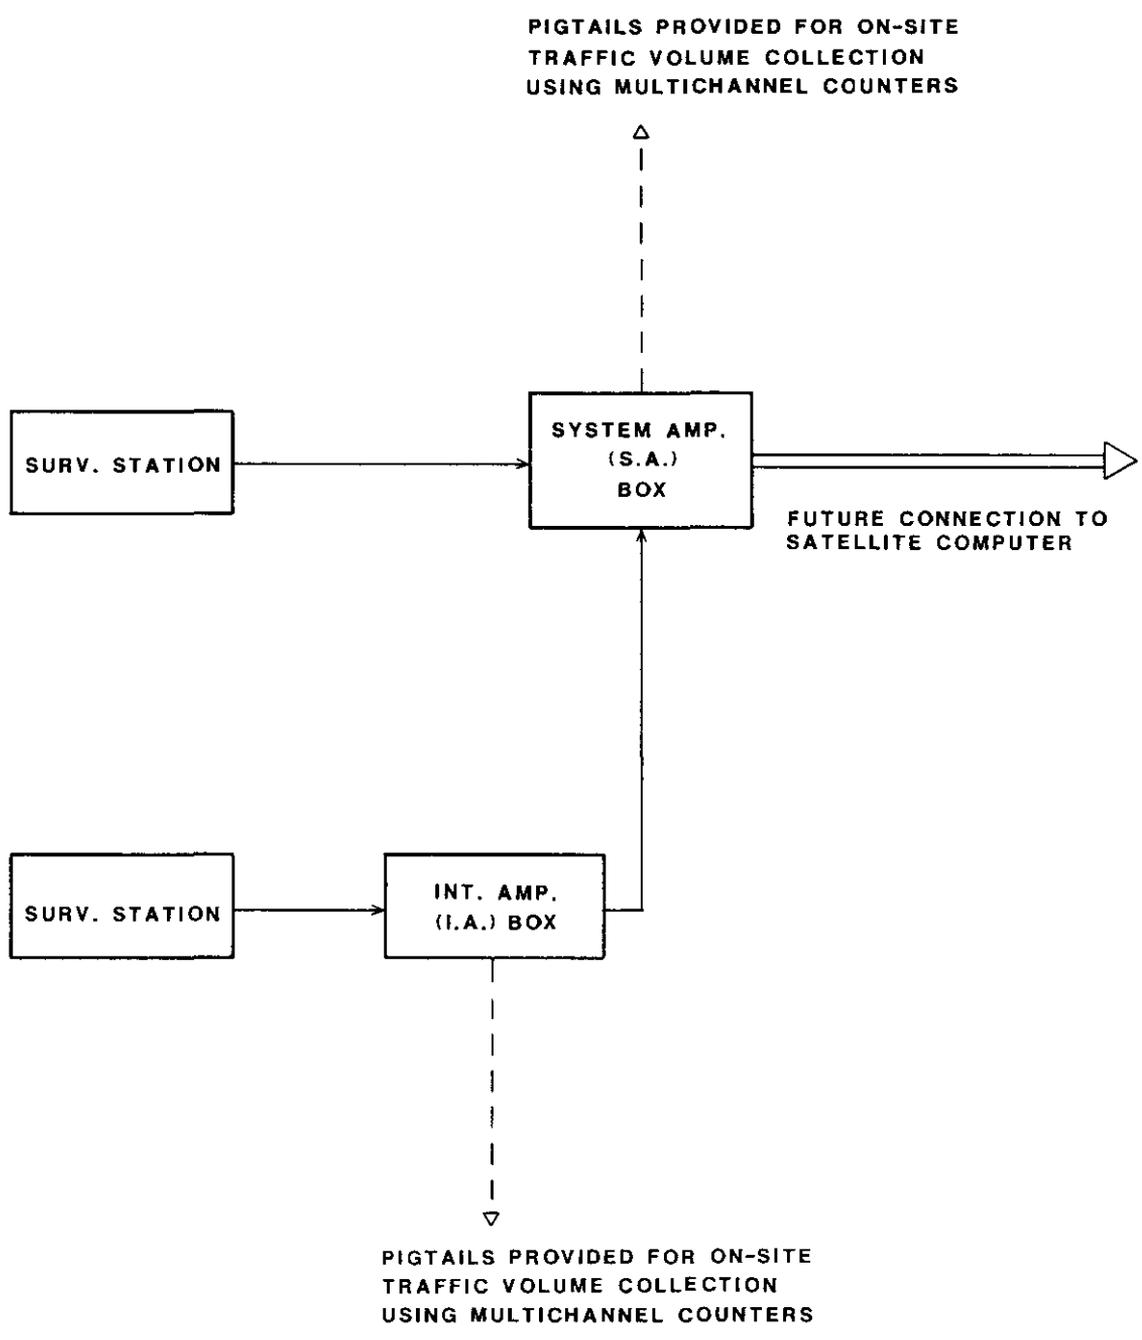 PIGTAILS PROVIDED FOR ON-SITE
TRAFFIC VOLUME COLLECTION
USING MULTICHANNEL COUNTERS
SURV. STATION
SYSTEM AMP.
(S.A.)
BOX
FUTURE CONNECTION TO
SATELLITE COMPUTER
SURV. STATION
INT. AMP.
(I.A.) BOX
PIGTAILS PROVIDED FOR ON-SITE
TRAFFIC VOLUME COLLECTION
USING MULTICHANNEL COUNTERS